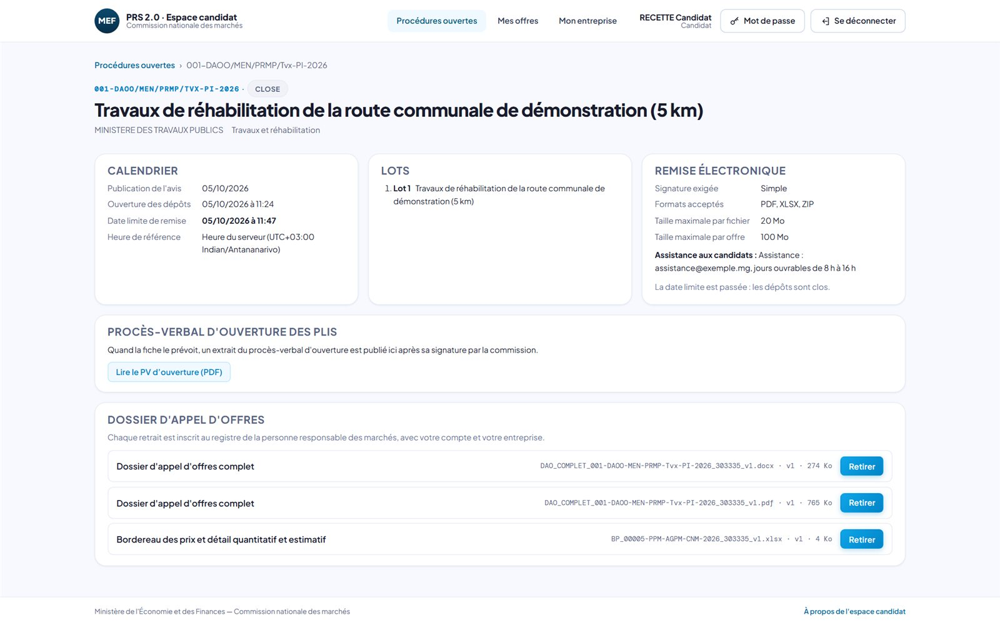 MEF
PRS 2.0 · Espace candidat
Commission nationale des marchés
Procédures ouvertes
Mes offres
Mon entreprise
RECETTE Candidat
Candidat
Mot de passe
Se déconnecter
Procédures ouvertes › 001-DAOO/MEN/PRMP/Tvx-PI-2026
001-DAOO/MEN/PRMP/TVX-PI-2026 · CLOSE
Travaux de réhabilitation de la route communale de démonstration (5 km)
MINISTERE DES TRAVAUX PUBLICS Travaux et réhabilitation
CALENDRIER
Publication de l'avis 05/10/2026
Ouverture des dépôts 05/10/2026 à 11:24
Date limite de remise 05/10/2026 à 11:47
Heure de référence Heure du serveur (UTC+03:00
Indian/Antananarivo)
LOTS
1. Lot 1 Travaux de réhabilitation de la route communale de
démonstration (5 km)
REMISE ÉLECTRONIQUE
Signature exigée Simple
Formats acceptés PDF, XLSX, ZIP
Taille maximale par fichier 20 Mo
Taille maximale par offre 100 Mo
Assistance aux candidats : Assistance :
assistance@exemple.mg, jours ouvrables de 8 h à 16 h
La date limite est passée : les dépôts sont clos.
PROCÈS-VERBAL D'OUVERTURE DES PLIS
Quand la fiche le prévoit, un extrait du procès-verbal d'ouverture est publié ici après sa signature par la commission.
Lire le PV d'ouverture (PDF)
DOSSIER D'APPEL D'OFFRES
Chaque retrait est inscrit au registre de la personne responsable des marchés, avec votre compte et votre entreprise.
Dossier d'appel d'offres complet DAO_COMPLET_001-DAOO-MEN-PRMP-Tvx-PI-2026_303335_v1.docx · v1 · 274 Ko Retirer
Dossier d'appel d'offres complet DAO_COMPLET_001-DAOO-MEN-PRMP-Tvx-PI-2026_303335_v1.pdf · v1 · 765 Ko Retirer
Bordereau des prix et détail quantitatif et estimatif BP_00005-PPM-AGPM-CNM-2026_303335_v1.xlsx · v1 · 4 Ko Retirer
Ministère de l'Économie et des Finances — Commission nationale des marchés
À propos de l'espace candidat